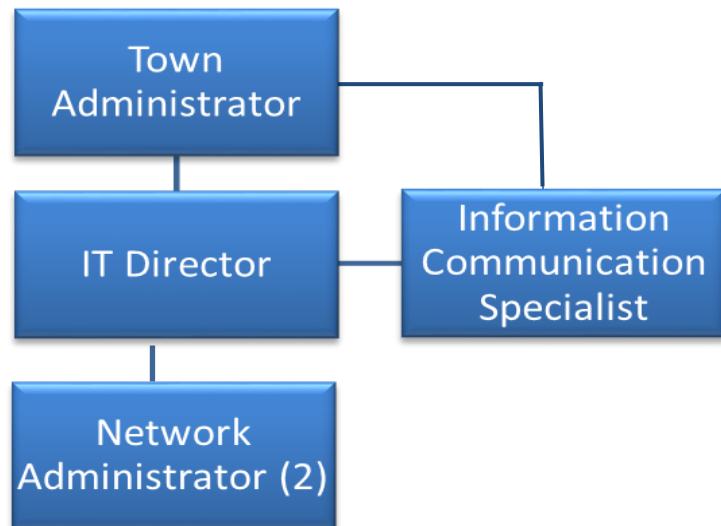 Town
Administrator
IT Director
Information
Communication
Specialist
Network
Administrator (2)